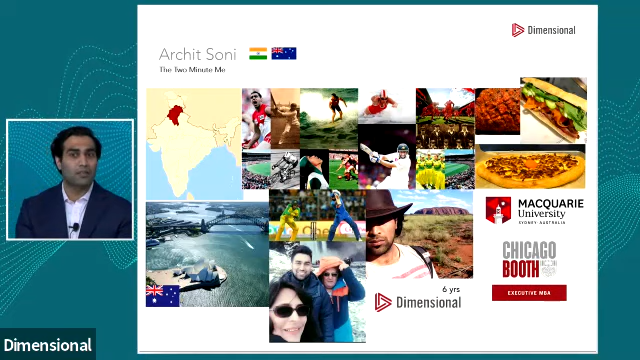 Dimensional
Archit Soni
The Two Minute Me
MACQUARIE
University
SYDNEY·AUSTRALIA
CHICAGO
BOOTH
6 yrs
Dimensional
EXECUTIVE MBA
Dimensional